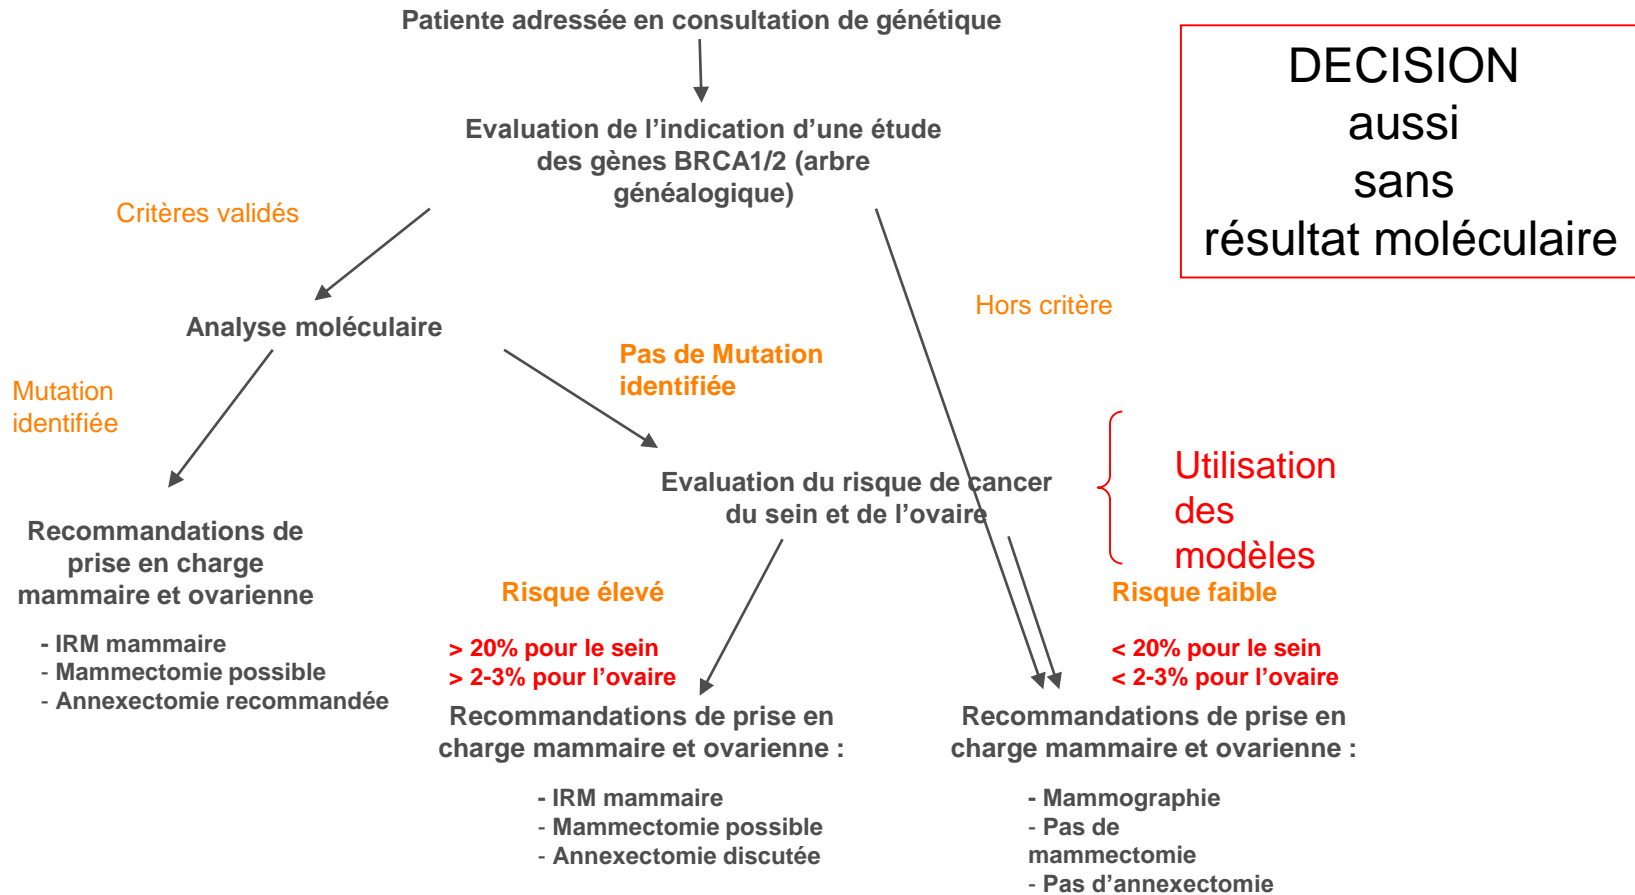 Patiente adressée en consultation de génétique
DECISION
aussi
sans
résultat moléculaire
Evaluation de l’indication d’une étude
des gènes BRCA1/2 (arbre
généalogique)
Critères validés
Hors critère
Analyse moléculaire
Pas de Mutation
identifiée
Mutation
identifiée
Evaluation du risque de cancer
du sein et de l’ovaire
Utilisation
des
modèles
Recommandations de
prise en charge
mammaire et ovarienne
- IRM mammaire
- Mammectomie possible
- Annexectomie recommandée
Risque élevé
> 20% pour le sein
> 2-3% pour l’ovaire
Recommandations de prise en
charge mammaire et ovarienne :
- IRM mammaire
- Mammectomie possible
- Annexectomie discutée
Risque faible
< 20% pour le sein
< 2-3% pour l’ovaire
Recommandations de prise en
charge mammaire et ovarienne :
- Mammographie
- Pas de
mammectomie
- Pas d’annexectomie